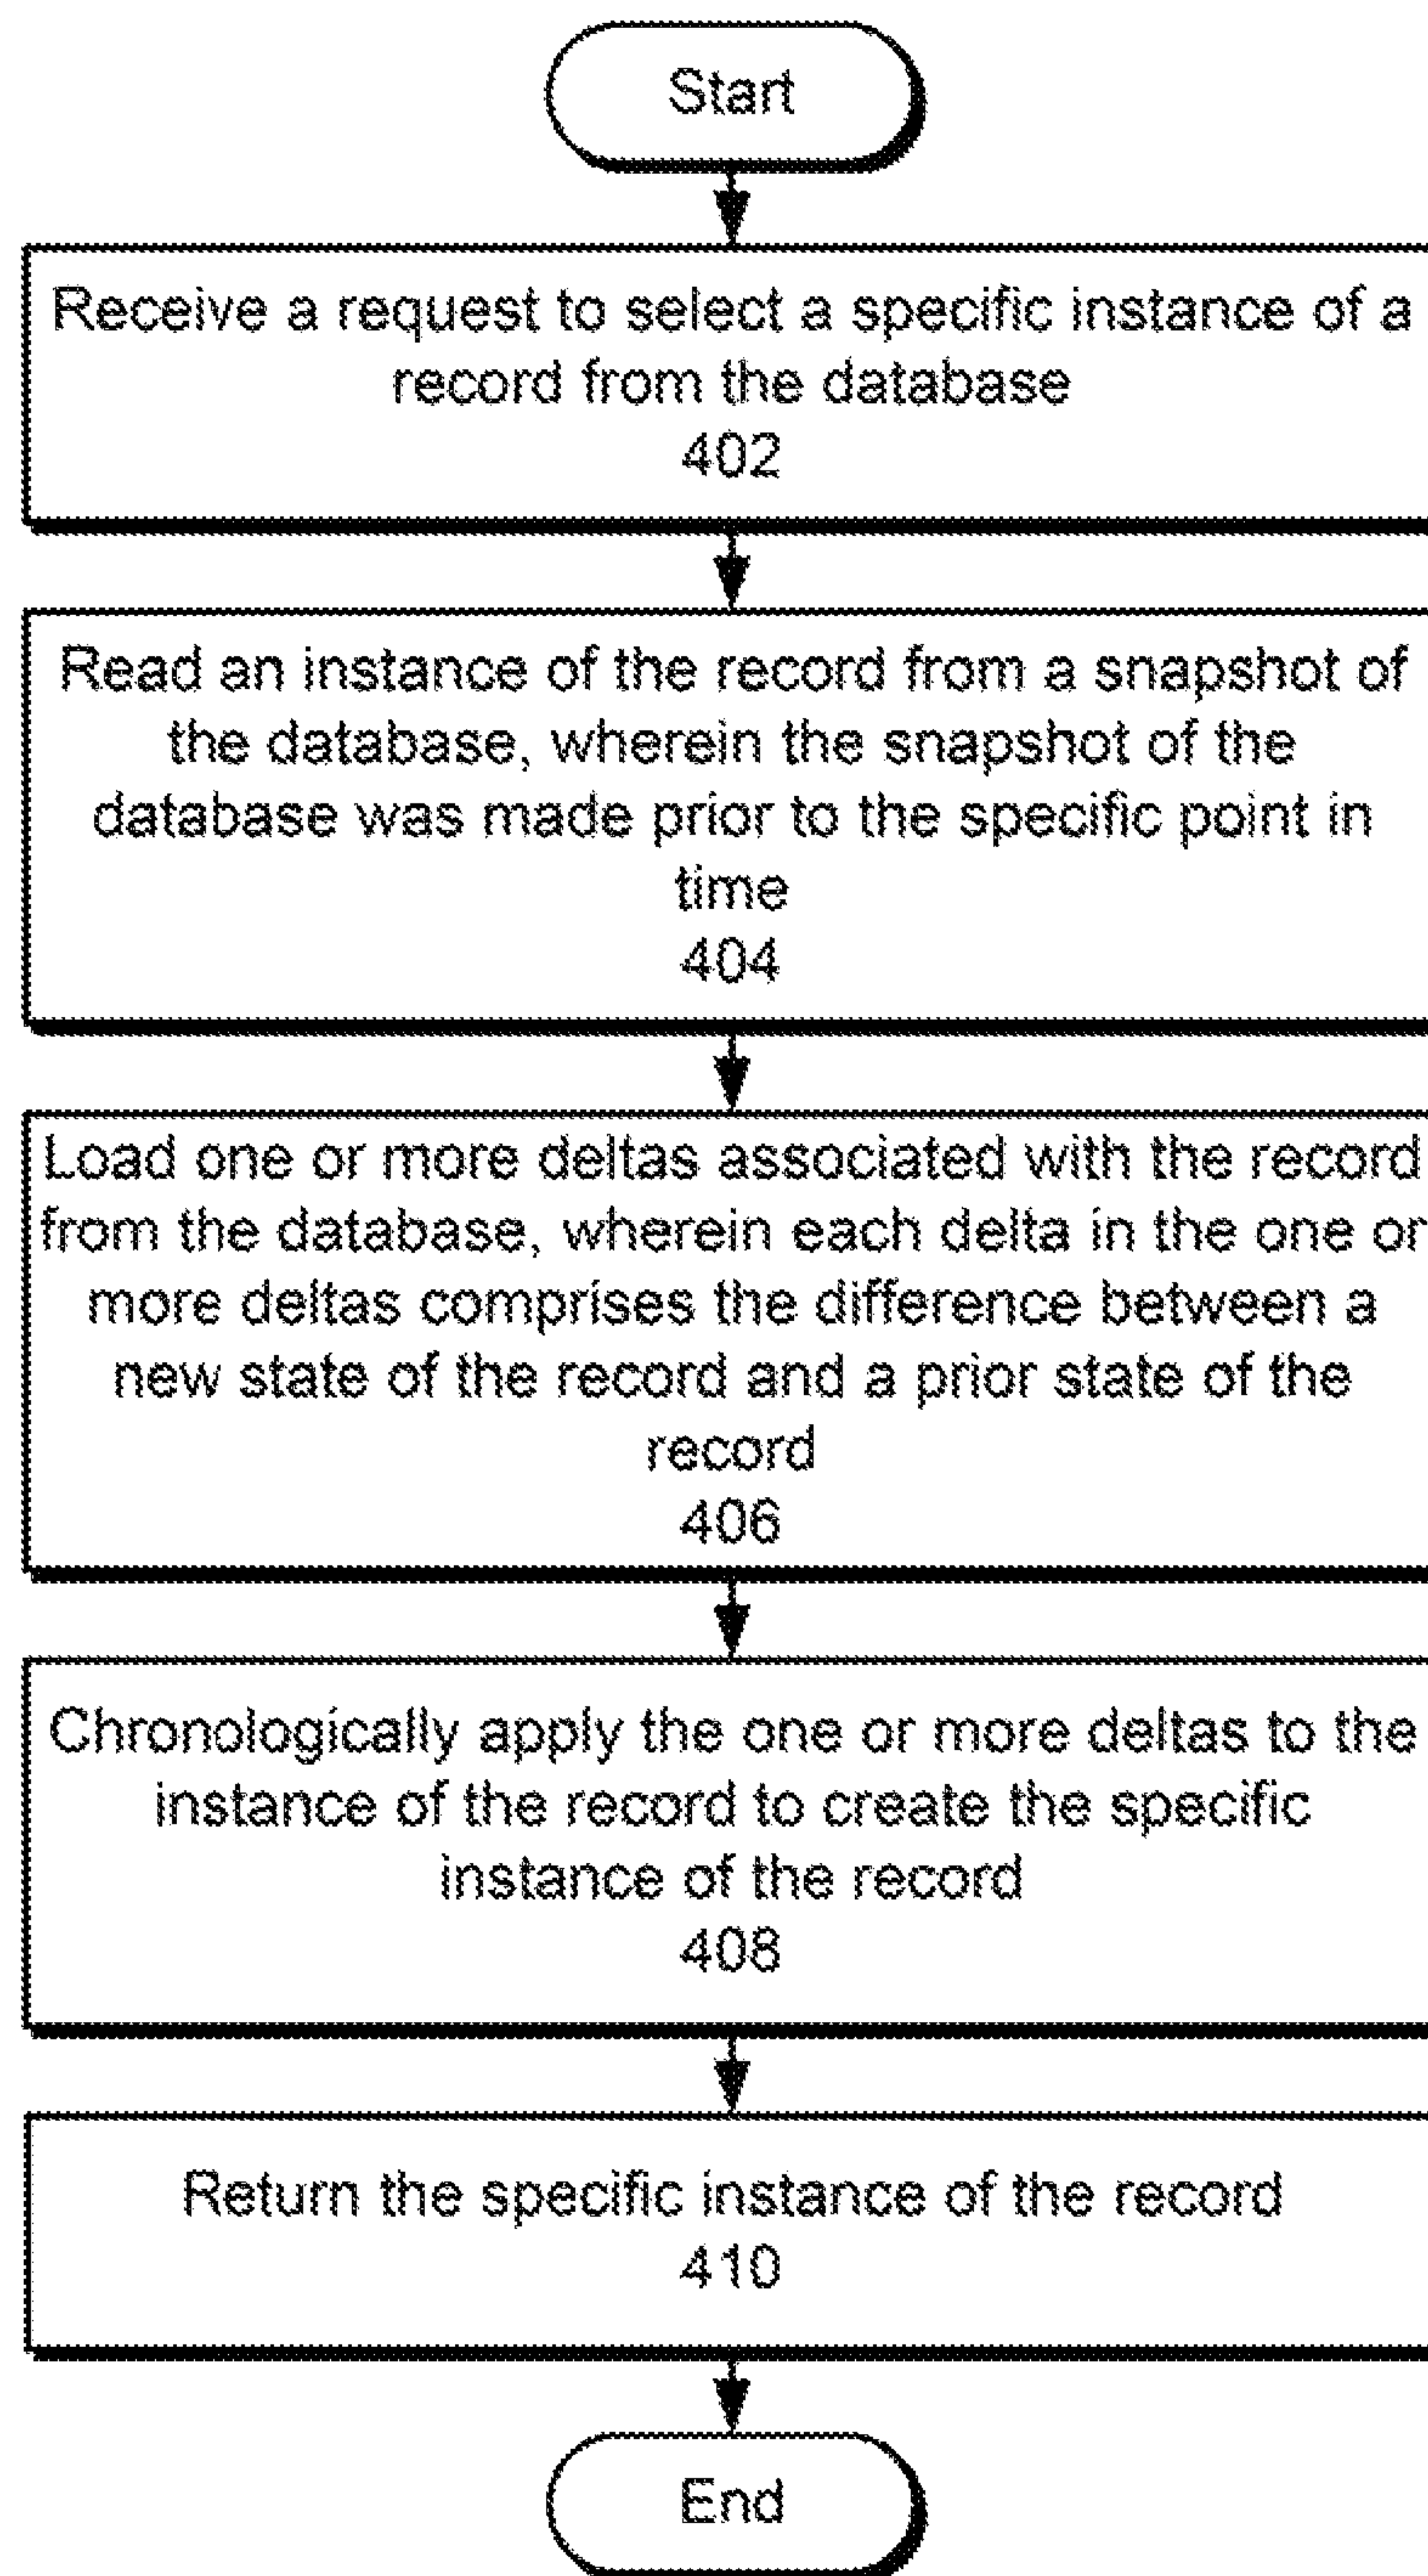 Start
Receive a request to select a specific instance of a
record from the database
402
Read an instance of the record from a snapshot of
the database, wherein the snapshot of the
database was made prior to the specific point in
time
404
Load one or more deltas associated with the record
from the database, wherein each delta in the one or
more deltas comprises the difference between a
new state of the record and a prior state of the
record
406
Chronologically apply the one or more deltas to the
instance of the record to create the specific
instance of the record
408
Return the specific instance of the record
410
End